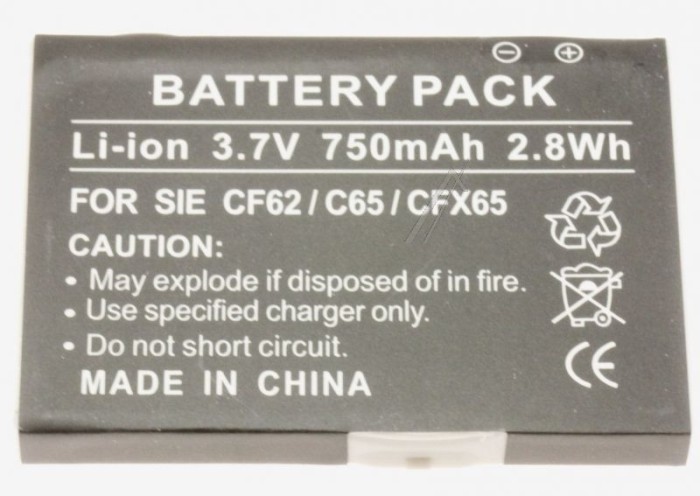 BATTERY PACK
Li-ion 3.7V 750mAh 2.8Wh
FOR SIE CF62 / C65 / CFX65
CAUTION:
• May explode if disposed of in fire.
• Use specified charger only.
• Do not short circuit.
MADE IN CHINA
CE